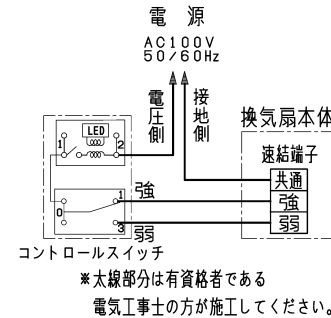 電源
AC100V
50/60Hz
電圧側
接地側
換気扇本体
速結端子
共通
強
弱
LED
1
2
0
1
3
強
弱
コントロールスイッチ
※太線部分は有資格者である
電気工事士の方が施工してください。